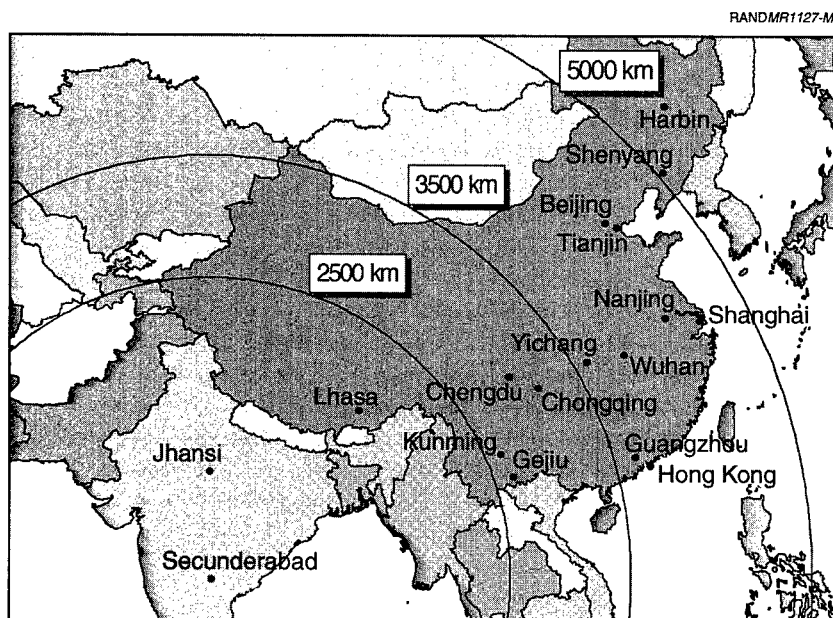 RANDMR1127-M
5000 km
Harbin
Shenyang
3500 km
Beijing
Tianjin
2500 km
Nanjing
Shanghai
Yichang
Wuhan
Lhasa
Chengdu
Chongqing
Kunming
Guangzhou
Jhansi
Gejiu
Hong Kong
Secunderabad